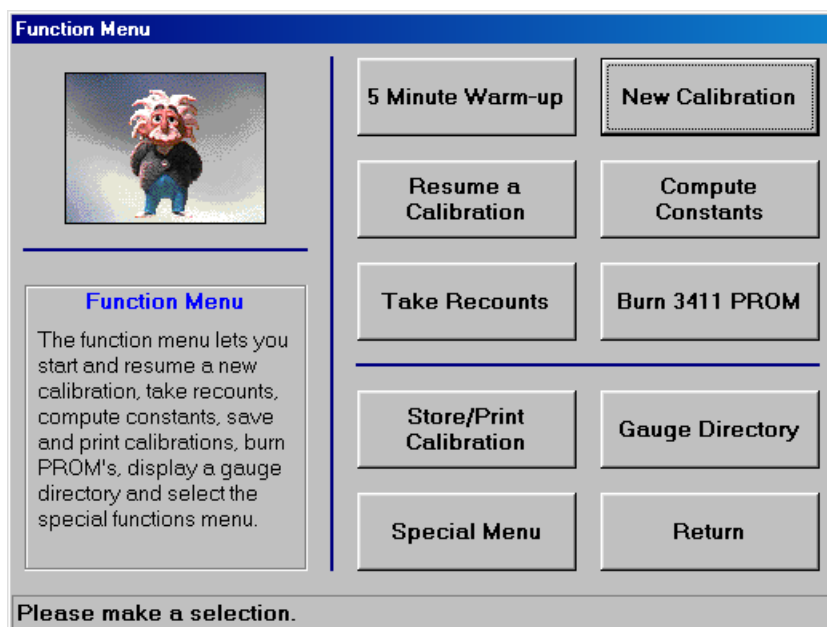 Function Menu
5 Minute Warm-up
New Calibration
Resume a
Calibration
Compute
Constants
Take Recounts
Burn 3411 PROM
Function Menu
The function menu lets you
start and resume a new
calibration, take recounts,
compute constants, save
and print calibrations, burn
PROM's, display a gauge
directory and select the
special functions menu.
Store/Print
Calibration
Gauge Directory
Special Menu
Return
Please make a selection.